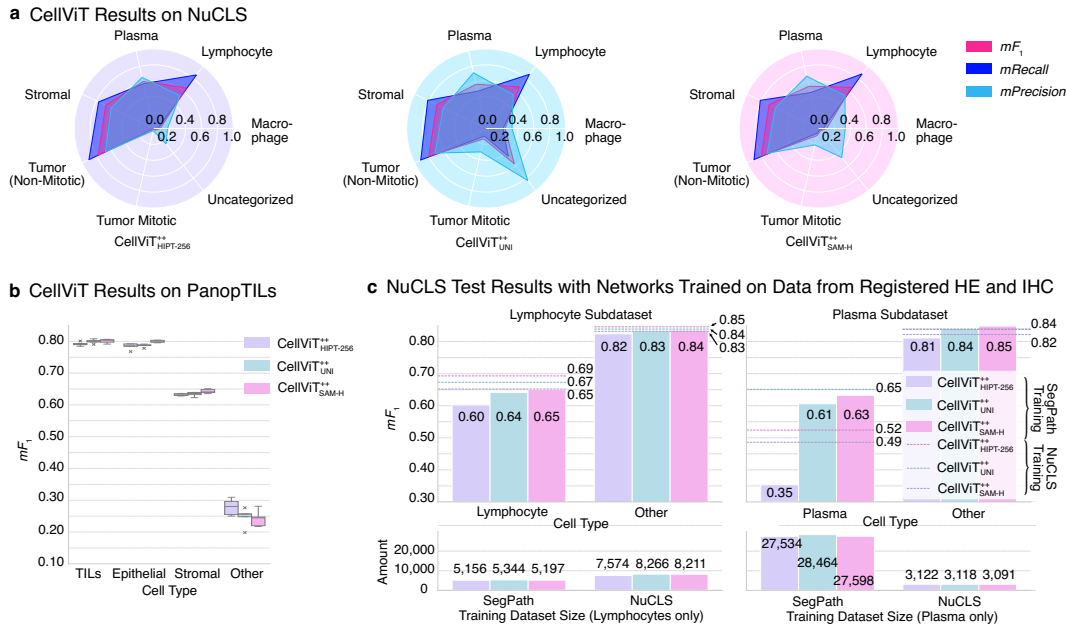 a CellViT Results on NuCLS
Plasma
Lymphocyte
Stromal
0.0 0.4 0.8
0.2 0.6 1.0
Macro-
phage
Tumor
(Non-Mitotic)
Uncategorized
Tumor Mitotic
CellViT++ HIPT-256
Plasma
Lymphocyte
Stromal
0.0 0.4 0.8
0.2 0.6 1.0
Macro-
phage
Tumor
(Non-Mitotic)
Uncategorized
Tumor Mitotic
CellViT++ UNI
Plasma
Lymphocyte
Stromal
0.0 0.4 0.8
0.2 0.6 1.0
Macro-
phage
Tumor
(Non-Mitotic)
Uncategorized
Tumor Mitotic
CellViT++ SAM-H
mF1
mRecall
mPrecision
b CellViT Results on PanopTILs
mF1
0.80
0.70
0.60
0.50
0.40
0.30
0.20
0.10
CellViT++ HIPT-256
CellViT++ UNI
CellViT++ SAM-H
TILs Epithelial Stromal Other
Cell Type
c NuCLS Test Results with Networks Trained on Data from Registered HE and IHC
Lymphocyte Subdataset
mF1
0.80
0.70
0.60
0.50
0.40
0.30
0.60 0.64 0.65
0.69
0.67
0.65
0.82 0.83 0.84
0.85
0.84
0.83
Lymphocyte Other
Cell Type
Plasma Subdataset
0.35 0.61 0.63
0.65
0.52
0.49
0.81 0.84 0.85
0.84
0.82
CellViT++ HIPT-256
CellViT++ UNI
CellViT++ SAM-H
SegPath
Training
CellViT++ HIPT-256
CellViT++ UNI
CellViT++ SAM-H
NuCLS
Training
Plasma Other
Cell Type
Amount
20,000
10,000
0
5,156 5,344 5,197
7,574 8,266 8,211
SegPath NuCLS
Training Dataset Size (Lymphocytes only)
27,534
28,464
27,598
3,122 3,118 3,091
SegPath NuCLS
Training Dataset Size (Plasma only)